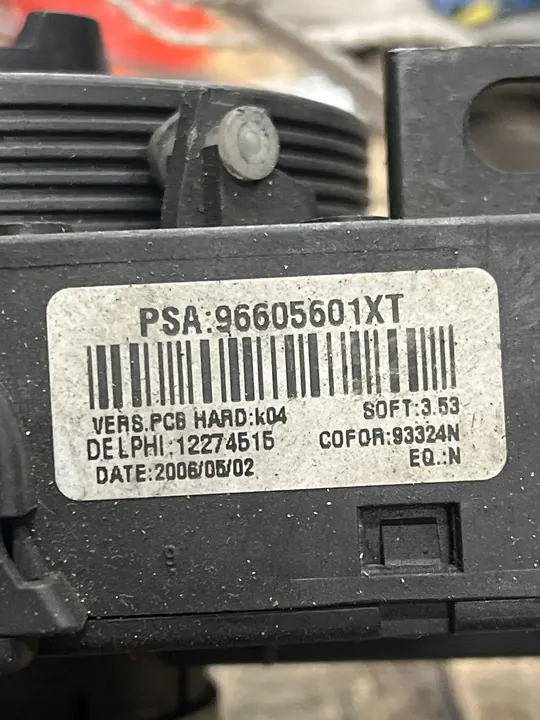 PSA:96605601XT
VERS.PCB HARD:k04 SOFT:3.53
DELPHI:12274515 COFOR:93324N
DATE:2006/05/02 EQ.:N